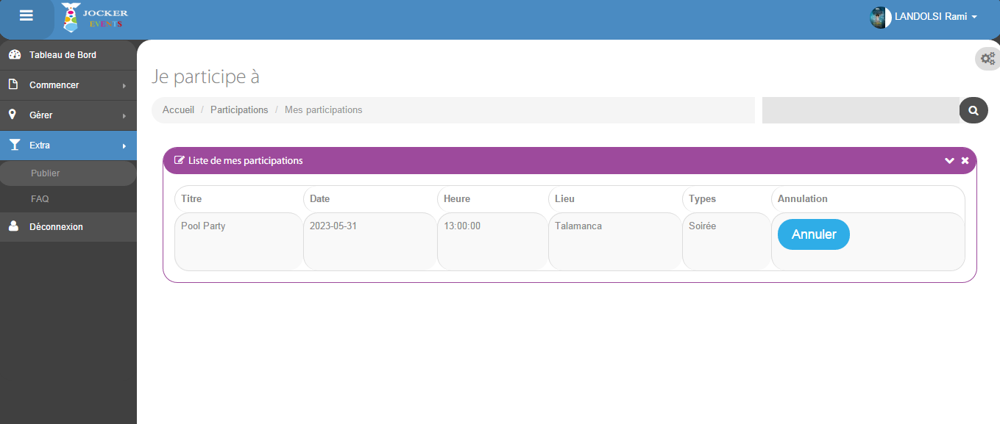 JOCKER
EVENTS
LANDOLSI Rami
Tableau de Bord
Commencer
Gérer
Extra
Publier
FAQ
Déconnexion
Je participe à
Accueil / Participations / Mes participations
Liste de mes participations
Titre Date Heure Lieu Types Annulation
Pool Party 2023-05-31 13:00:00 Talamanca Soirée Annuler